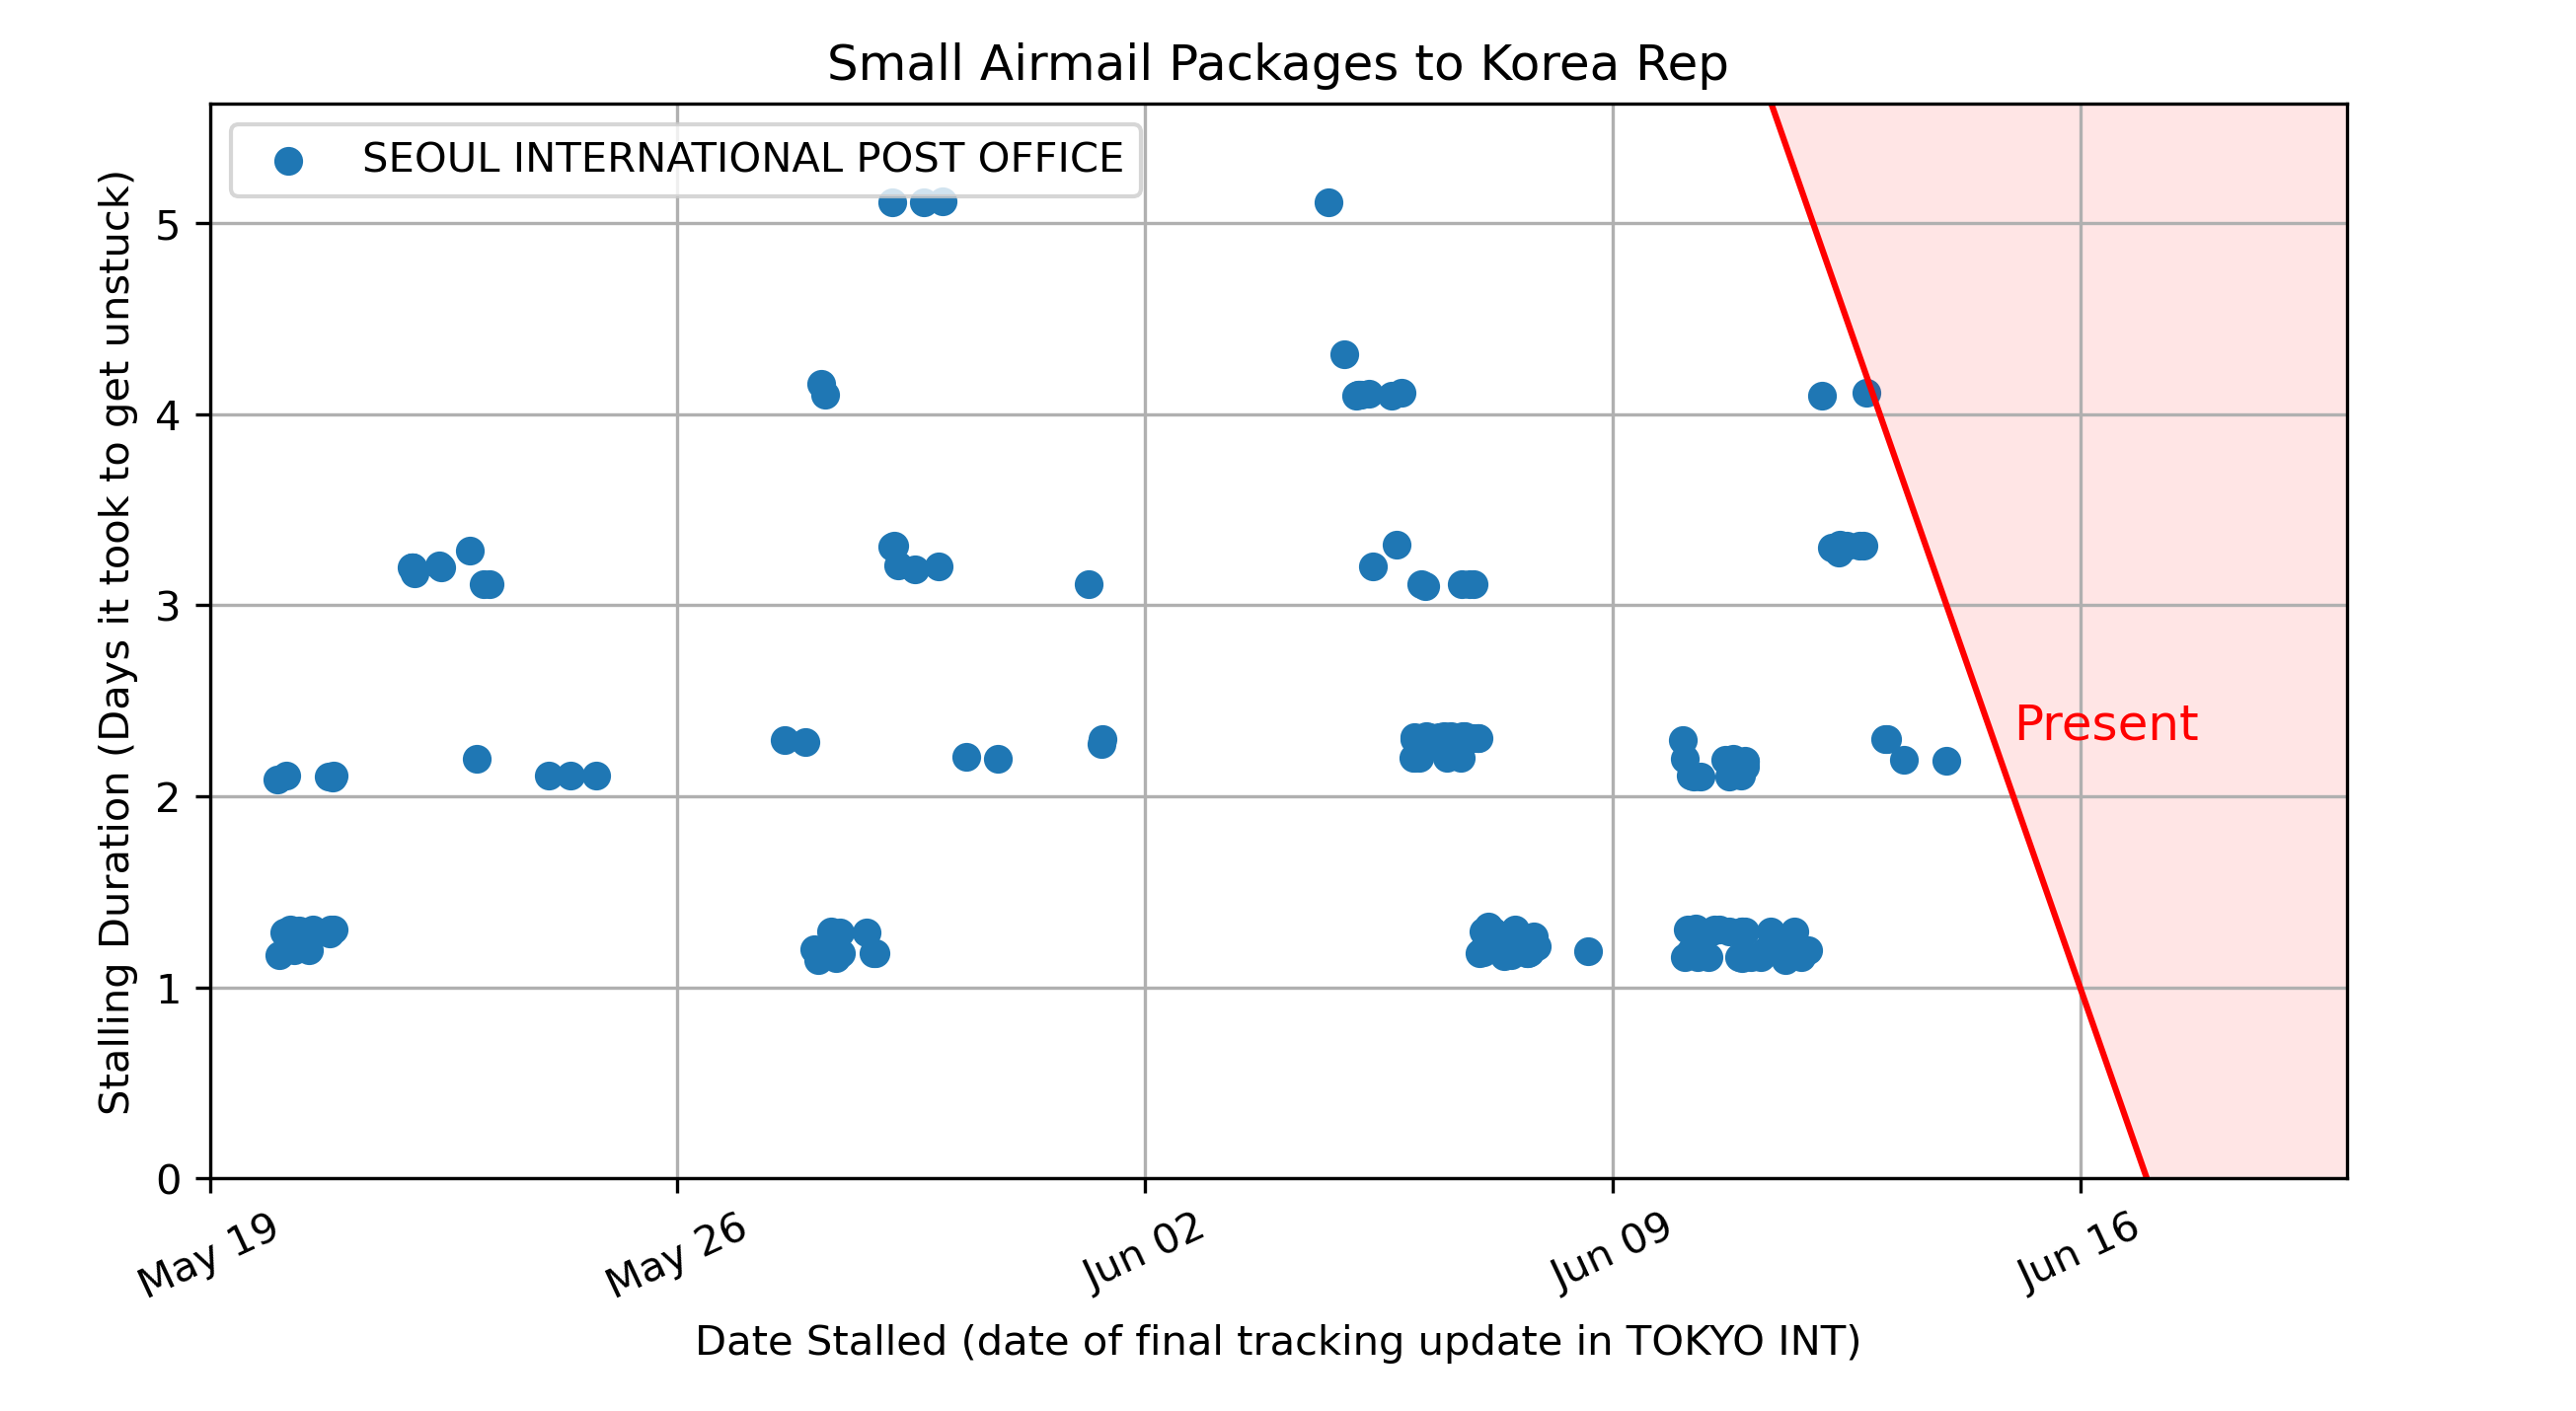 Small Airmail Packages to Korea Rep
SEOUL INTERNATIONAL POST OFFICE
Stalling Duration (Days it took to get unstuck)
5
4
3
2
1
0
Present
May 19
May 26
Jun 02
Jun 09
Jun 16
Date Stalled (date of final tracking update in TOKYO INT)